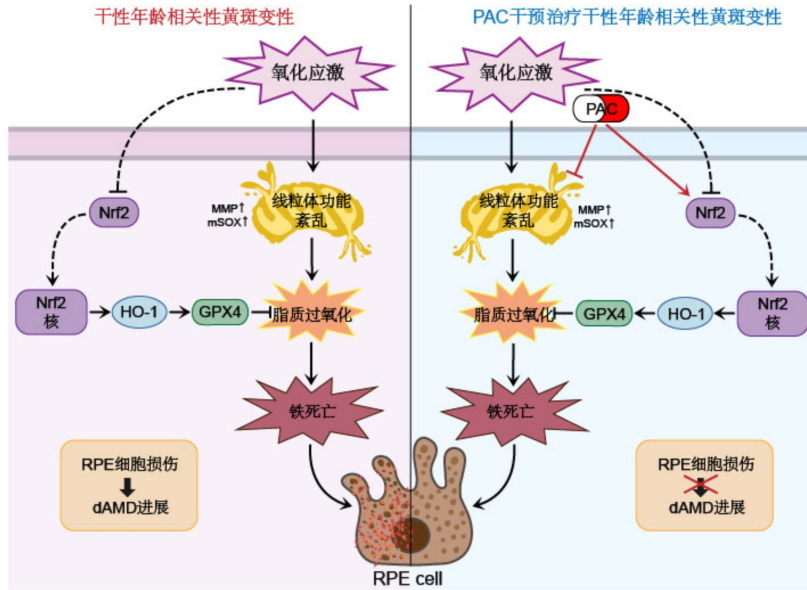 干性年龄相关性黄斑变性
氧化应激
Nrf2
MMP↑
mSOX↑
线粒体功能
紊乱
Nrf2
核
HO-1
GPX4
脂质过氧化
铁死亡
RPE细胞损伤
dAMD进展
PAC干预治疗干性年龄相关性黄斑变性
氧化应激
PAC
线粒体功能
紊乱
MMP↑
mSOX↑
Nrf2
脂质过氧化
GPX4
HO-1
Nrf2
核
铁死亡
RPE细胞损伤
dAMD进展
RPE cell